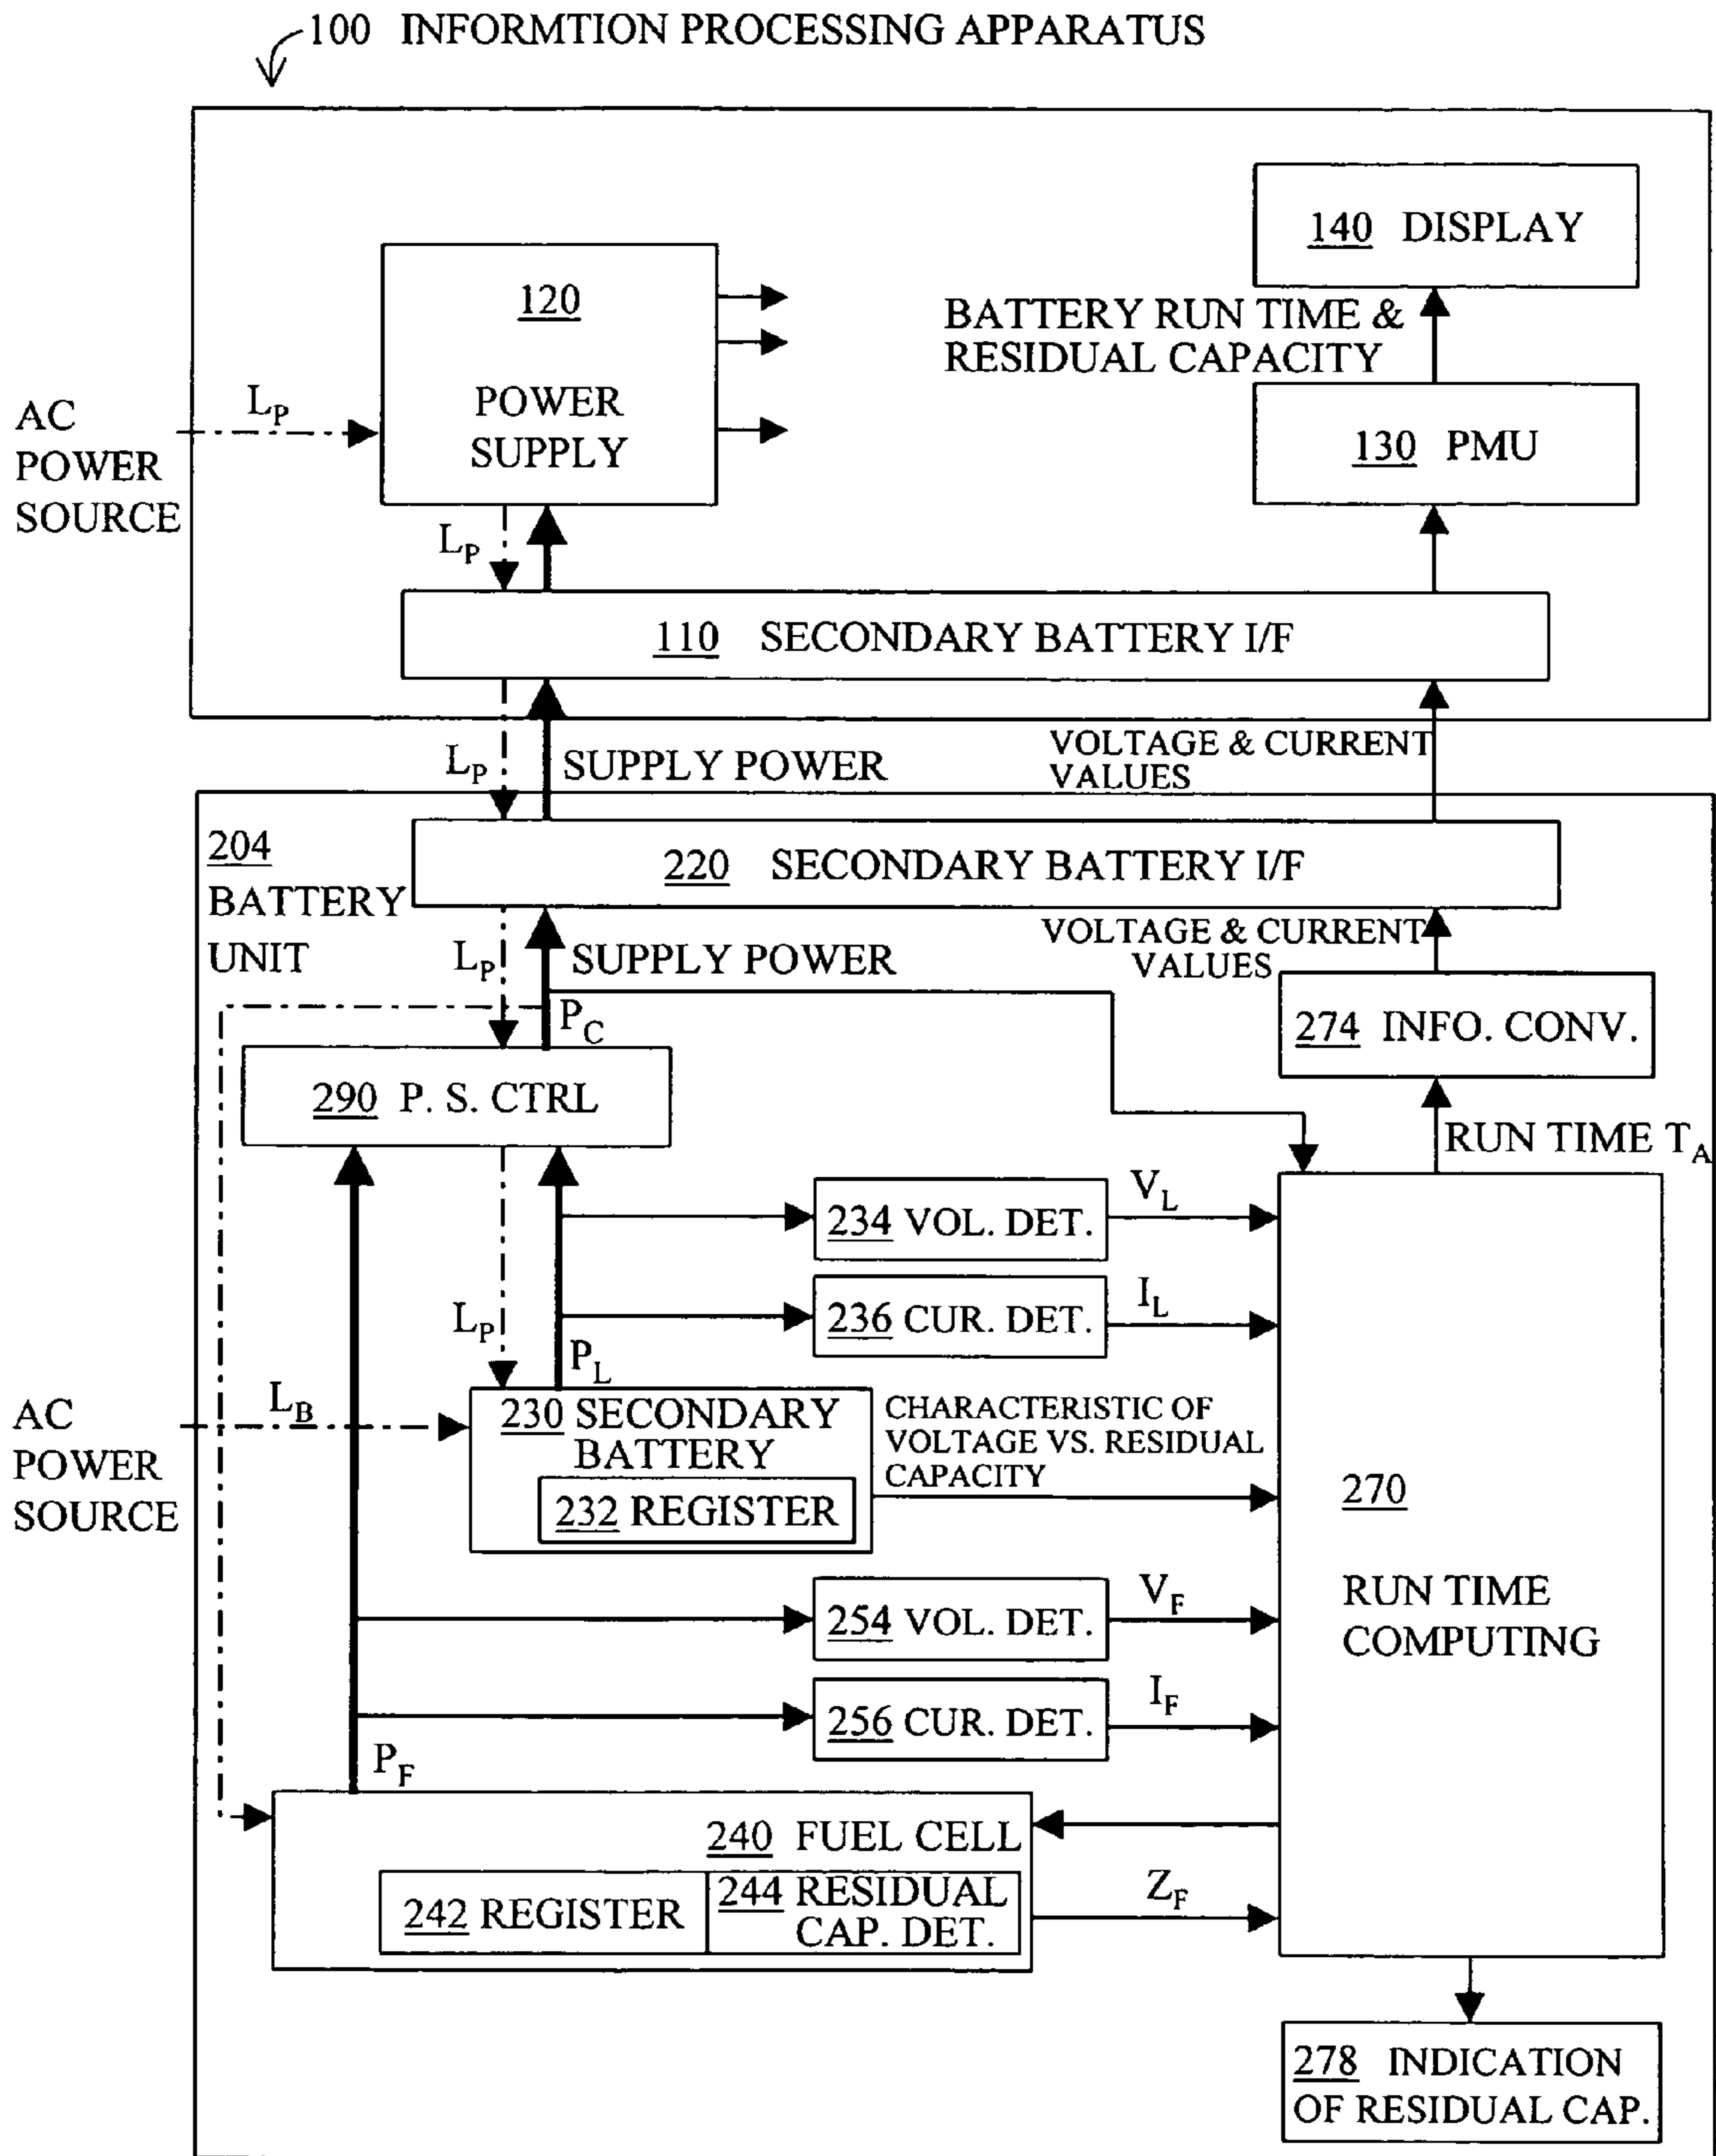 100 INFORMTION PROCESSING APPARATUS
140 DISPLAY
120
POWER
SUPPLY
BATTERY RUN TIME &
RESIDUAL CAPACITY
AC
POWER
SOURCE
LP
130 PMU
LP
110 SECONDARY BATTERY I/F
LP
SUPPLY POWER
VOLTAGE & CURRENT
VALUES
204
BATTERY
UNIT
220 SECONDARY BATTERY I/F
LP
SUPPLY POWER
VOLTAGE & CURRENT
VALUES
PC
274 INFO. CONV.
290 P. S. CTRL
RUN TIME TA
234 VOL. DET.
VL
236 CUR. DET.
IL
LP
PL
AC
POWER
SOURCE
LB
230 SECONDARY
BATTERY
232 REGISTER
CHARACTERISTIC OF
VOLTAGE VS. RESIDUAL
CAPACITY
270
RUN TIME
COMPUTING
254 VOL. DET.
VF
256 CUR. DET.
IF
PF
240 FUEL CELL
242 REGISTER
244 RESIDUAL
CAP. DET.
ZF
278 INDICATION
OF RESIDUAL CAP.